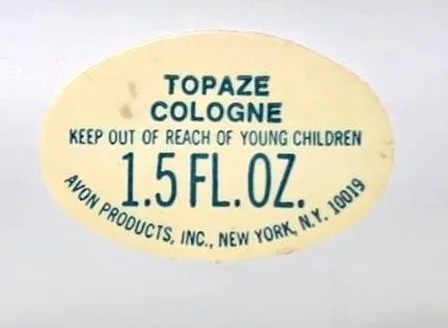 TOPAZE
COLOGNE
KEEP OUT OF REACH OF YOUNG CHILDREN
1.5 FL. OZ.
AVON PRODUCTS, INC., NEW YORK, N.Y. 10019